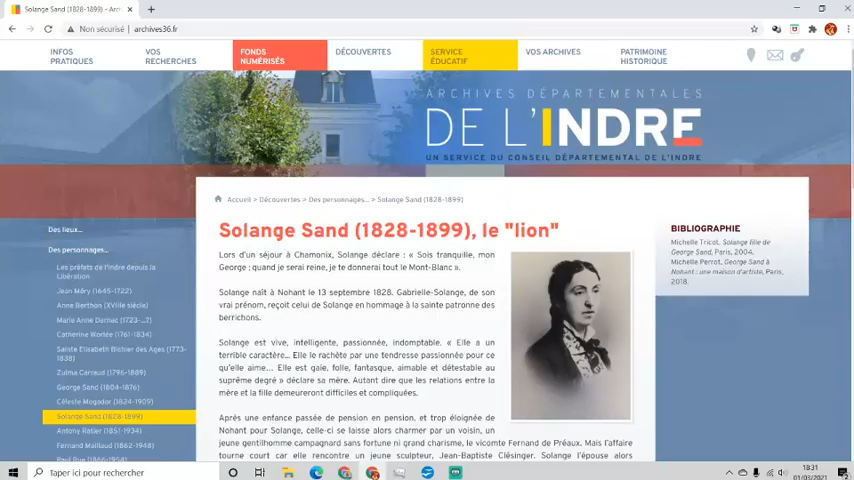 Solange Sand (1828-1899) – Arch
Non sécurisé | archives36.fr
INFOS
PRATIQUES
VOS
RECHERCHES
FONDS
NUMÉRISÉS
DÉCOUVERTES
SERVICE
ÉDUCATIF
VOS ARCHIVES
PATRIMOINE
HISTORIQUE
ARCHIVES DÉPARTEMENTALES
DE L'INDRE
UN SERVICE DU CONSEIL DÉPARTEMENTAL DE L'INDRE
Accueil > Découvertes > Des personnages... > Solange Sand (1828-1899)
Des lieux...
Des personnages...
Les préfets de l'Indre depuis la
Libération
Jean Méry (1645-1722)
Anne Berthon (XVIIe siècle)
Marie Anne Darnac (1723-...?)
Catherine Worlée (1761-1834)
Sainte Elisabeth Bichier des Ages (1773-
1838)
Zulma Carraud (1796-1889)
George Sand (1804-1876)
Céleste Mogador (1824-1909)
Solange Sand (1828-1899)
Antony Ratier (1851-1934)
Fernand Maillaud (1862-1948)
Solange Sand (1828-1899), le "lion"
Lors d'un séjour à Chamonix, Solange déclare : « Sois tranquille, mon
George ; quand je serai reine, je te donnerai tout le Mont-Blanc ».
Solange naît à Nohant le 13 septembre 1828. Gabrielle-Solange, de son
vrai prénom, reçoit celui de Solange en hommage à la sainte patronne des
berrichons.
Solange est vive, intelligente, passionnée, indomptable. « Elle a un
terrible caractère... Elle le rachète par une tendresse passionnée pour ce
qu'elle aime… Elle est gaie, folle, fantasque, aimable et détestable au
suprême degré » déclare sa mère. Autant dire que les relations entre la
mère et la fille demeureront difficiles et compliquées.
Après une enfance passée de pension en pension, et trop éloignée de
Nohant pour Solange, celle-ci se laisse alors charmer par un voisin, un
jeune gentilhomme campagnard sans fortune ni grand charisme, le vicomte Fernand de Préaux. Mais l'affaire
tourne court car elle rencontre un jeune sculpteur, Jean-Baptiste Clésinger. Solange l'épouse alors
BIBLIOGRAPHIE
Michelle Tricot, Solange fille de
George Sand, Paris, 2004.
Michelle Perrot, George Sand à
Nohant : une maison d'artiste, Paris,
2018.
Taper ici pour rechercher
18:31
01/03/2021